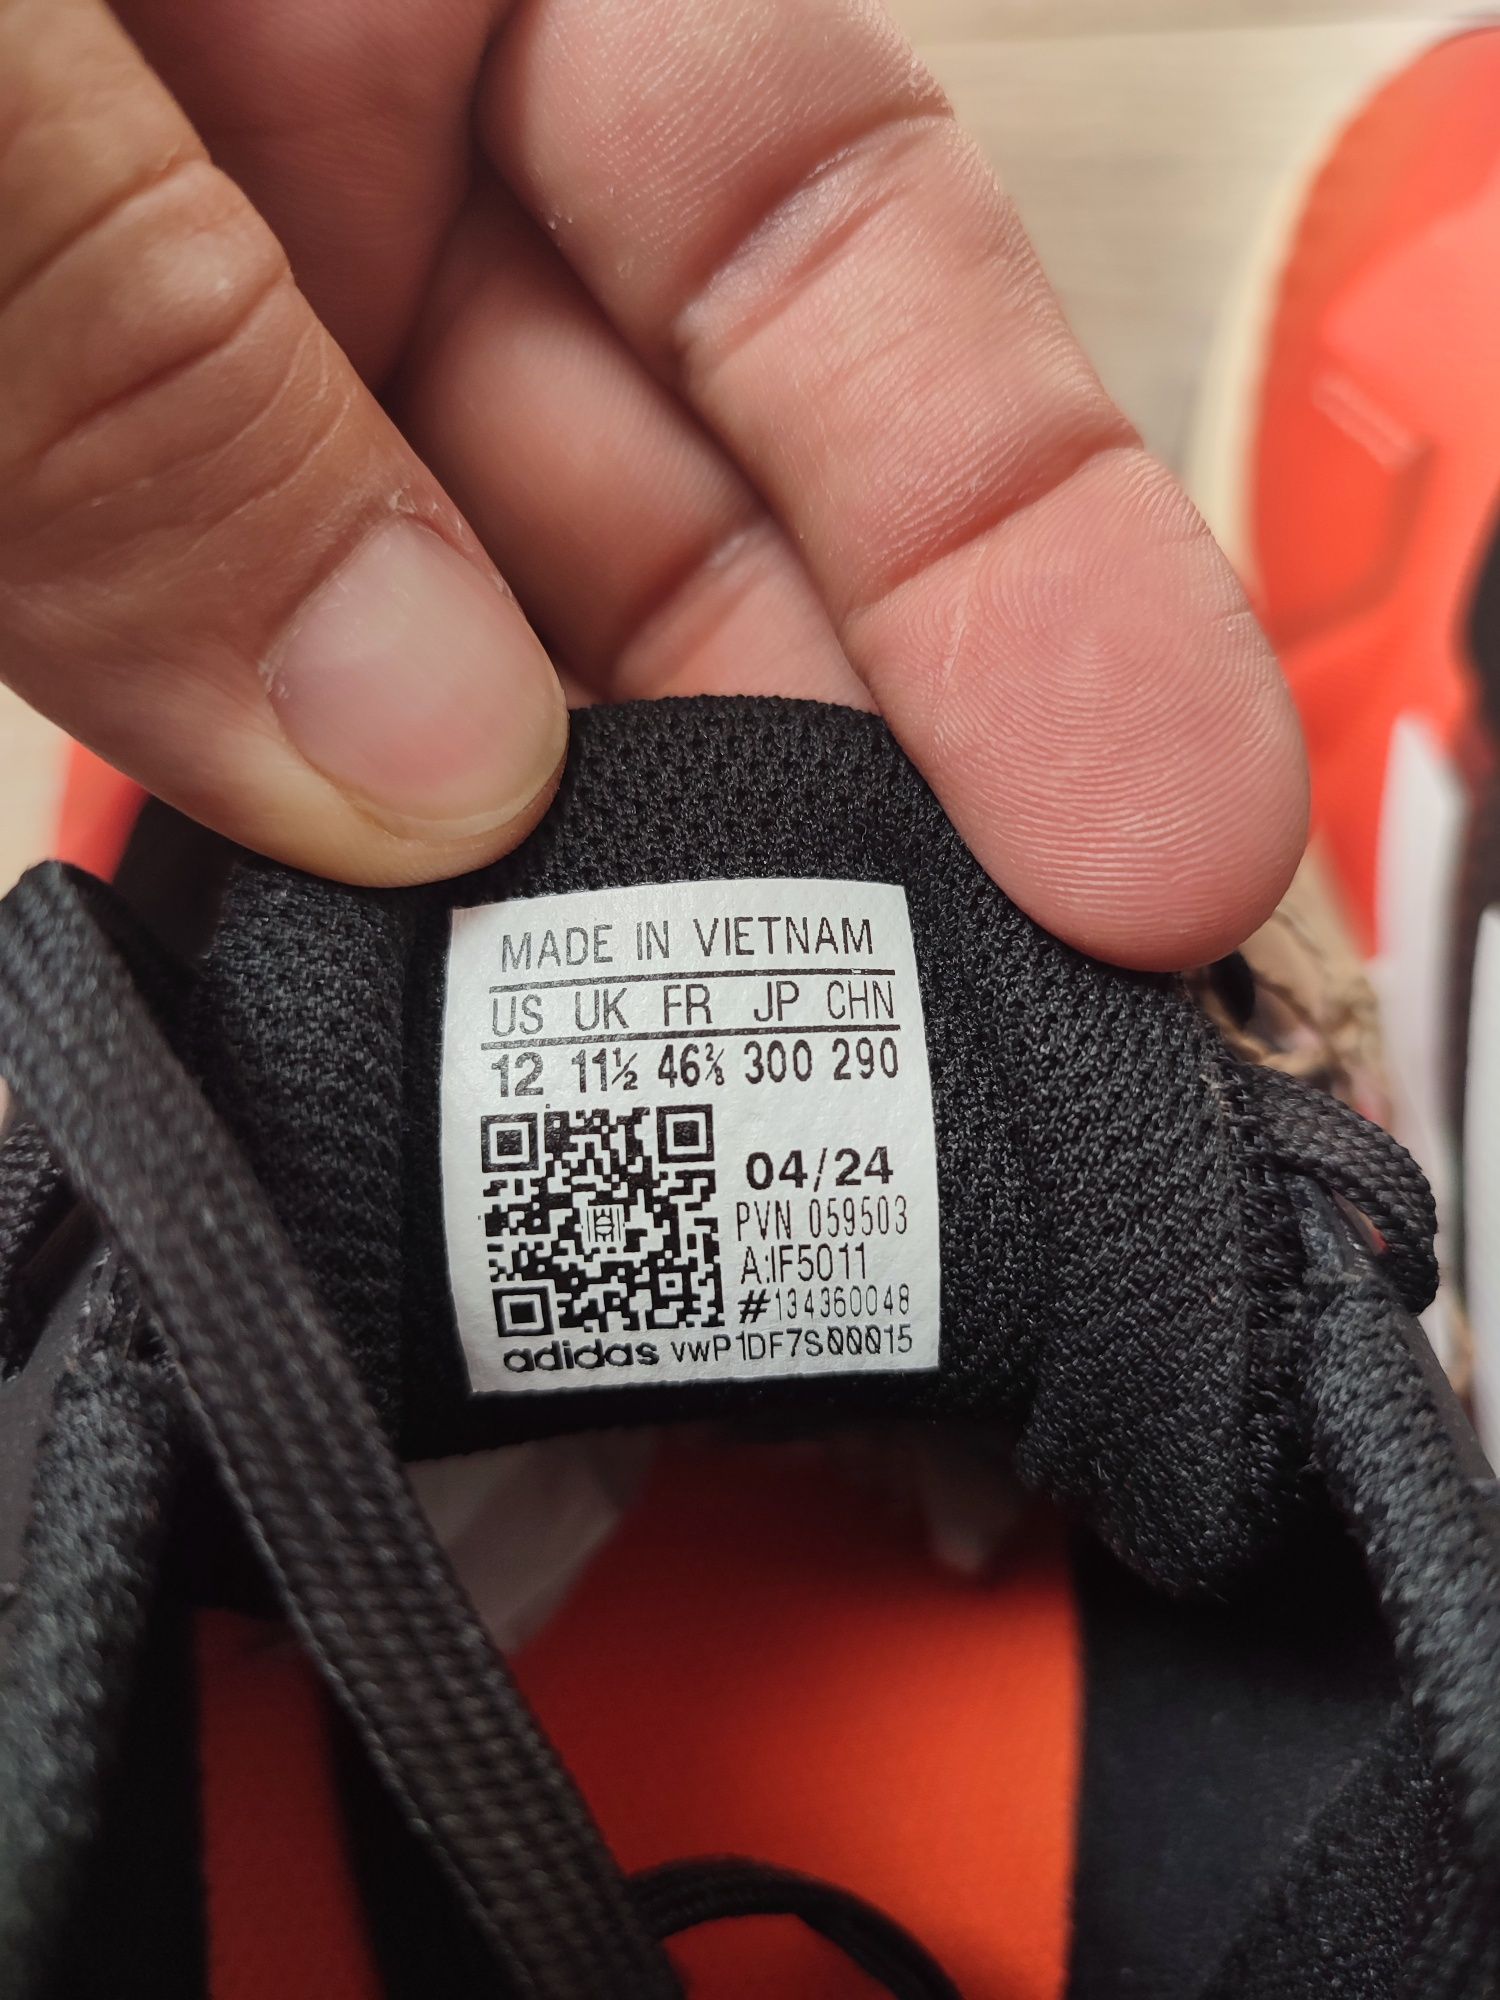 MADE IN VIETNAM
US UK FR JP CHN
12 11½ 46⅔ 300 290
04/24
PVN 059503
A:IF5011
#134360048
adidas VWP1DF7S00015